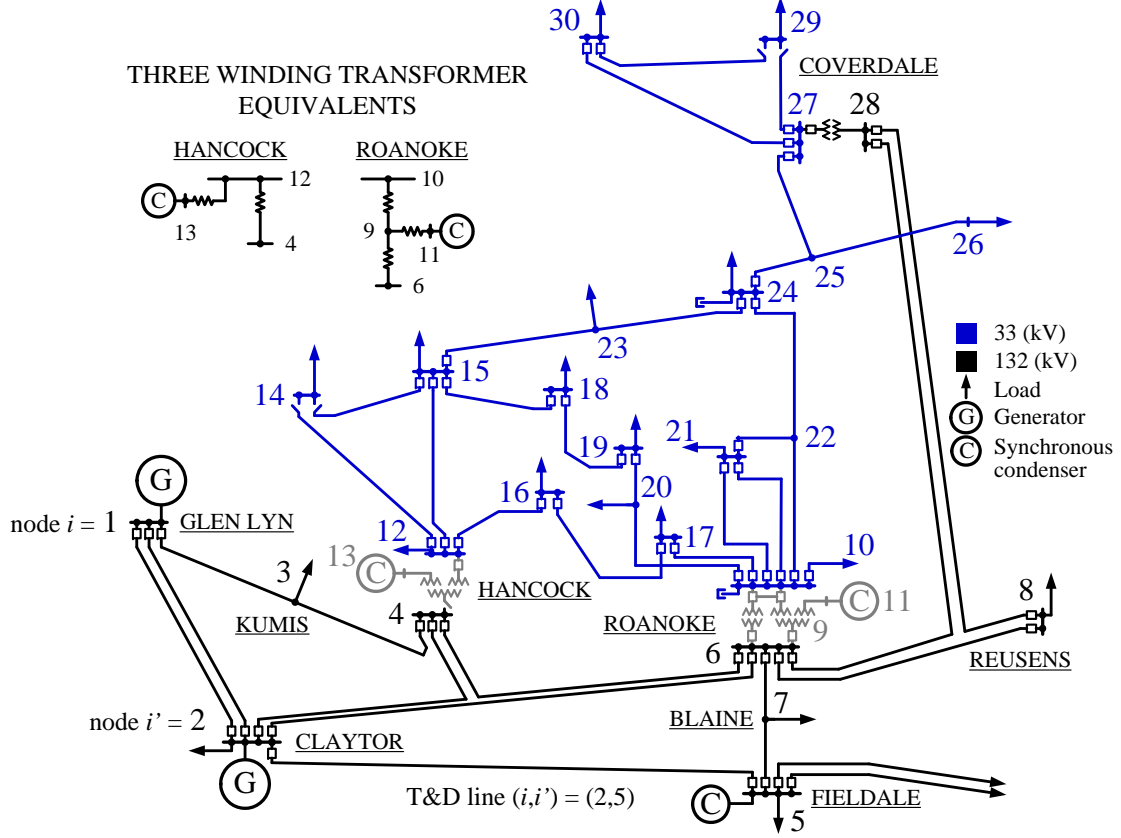 30
29
THREE WINDING TRANSFORMER
EQUIVALENTS
COVERDALE
27
28
HANCOCK
ROANOKE
12
10
C
13
4
9
C
11
6
26
25
24
23
33 (kV)
132 (kV)
Load
G Generator
C Synchronous
condenser
14
15
18
19
21
22
16
20
G
node i = 1
GLEN LYN
12
17
10
13
C
3
HANCOCK
C 11
KUMIS
4
ROANOKE
9
8
6
REUSENS
node i’ = 2
7
BLAINE
CLAYTOR
G
T&D line (i,i’) = (2,5)
C
FIELDALE
5